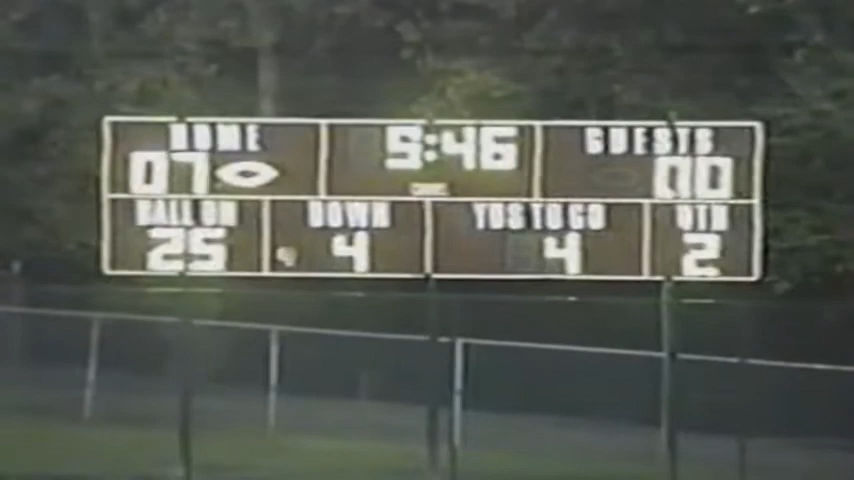 HOME 5:46 GUESTS
07 00
BALL ON DOWN YDS TO GO QTR
25 4 4 2